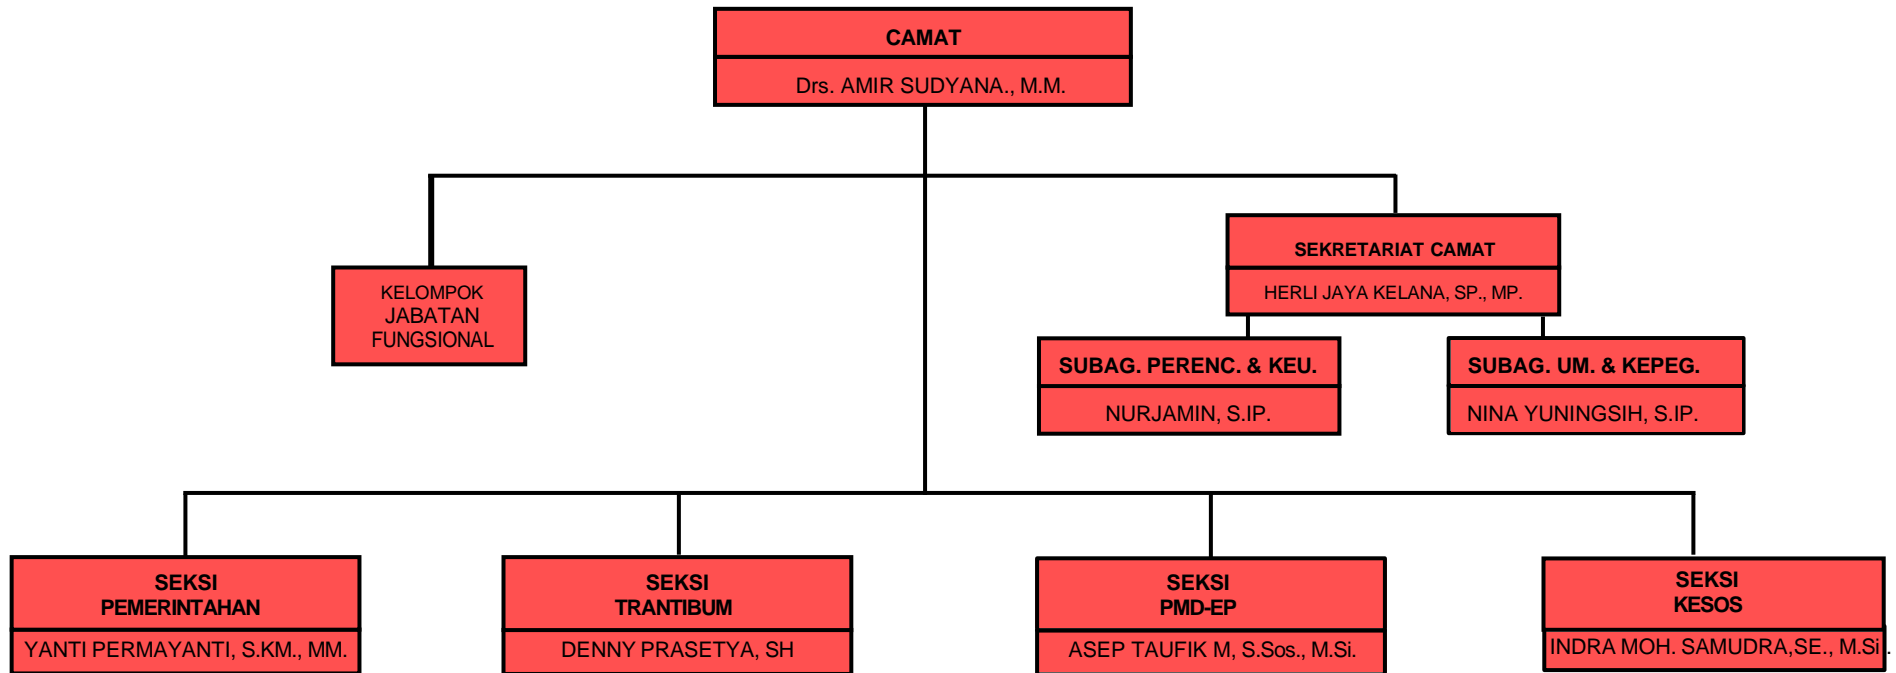 CAMAT
Drs. AMIR SUDYANA., M.M.
SEKRETARIAT CAMAT
HERLI JAYA KELANA, SP., MP.
KELOMPOK
JABATAN
FUNGSIONAL
SUBAG. PERENC. & KEU.
NURJAMIN, S.IP.
SUBAG. UM. & KEPEG.
NINA YUNINGSIH, S.IP.
SEKSI
PEMERINTAHAN
YANTI PERMAYANTI, S.KM., MM.
SEKSI
TRANTIBUM
DENNY PRASETYA, SH
SEKSI
PMD-EP
ASEP TAUFIK M, S.Sos., M.Si.
SEKSI
KESOS
INDRA MOH. SAMUDRA,SE., M.Si.